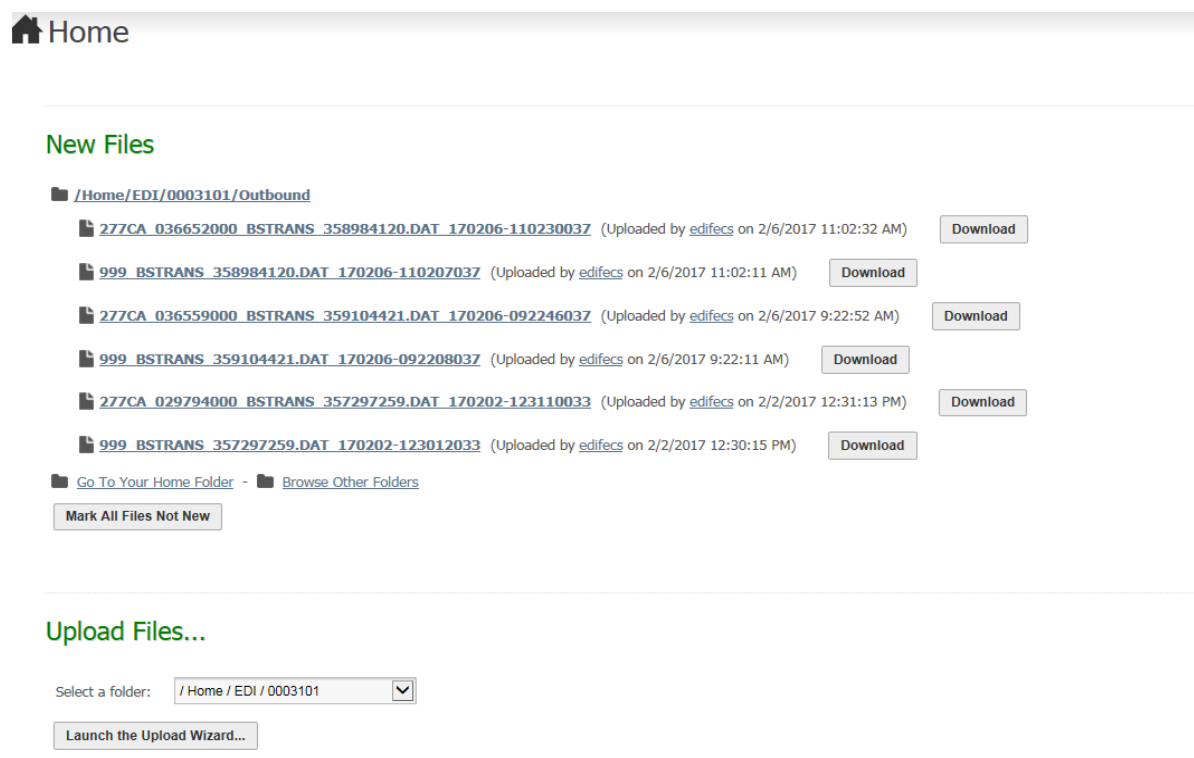 Home
New Files
/Home/EDI/0003101/Outbound
277CA_036652000_BSTRANS_358984120.DAT_170206-110230037 (Uploaded by edifecs on 2/6/2017 11:02:32 AM) Download
999_BSTRANS_358984120.DAT_170206-110207037 (Uploaded by edifecs on 2/6/2017 11:02:11 AM) Download
277CA_036559000_BSTRANS_359104421.DAT_170206-092246037 (Uploaded by edifecs on 2/6/2017 9:22:52 AM) Download
999_BSTRANS_359104421.DAT_170206-092208037 (Uploaded by edifecs on 2/6/2017 9:22:11 AM) Download
277CA_029794000_BSTRANS_357297259.DAT_170202-123110033 (Uploaded by edifecs on 2/2/2017 12:31:13 PM) Download
999_BSTRANS_357297259.DAT_170202-123012033 (Uploaded by edifecs on 2/2/2017 12:30:15 PM) Download
Go To Your Home Folder - Browse Other Folders
Mark All Files Not New
Upload Files...
Select a folder: / Home / EDI / 0003101
Launch the Upload Wizard...